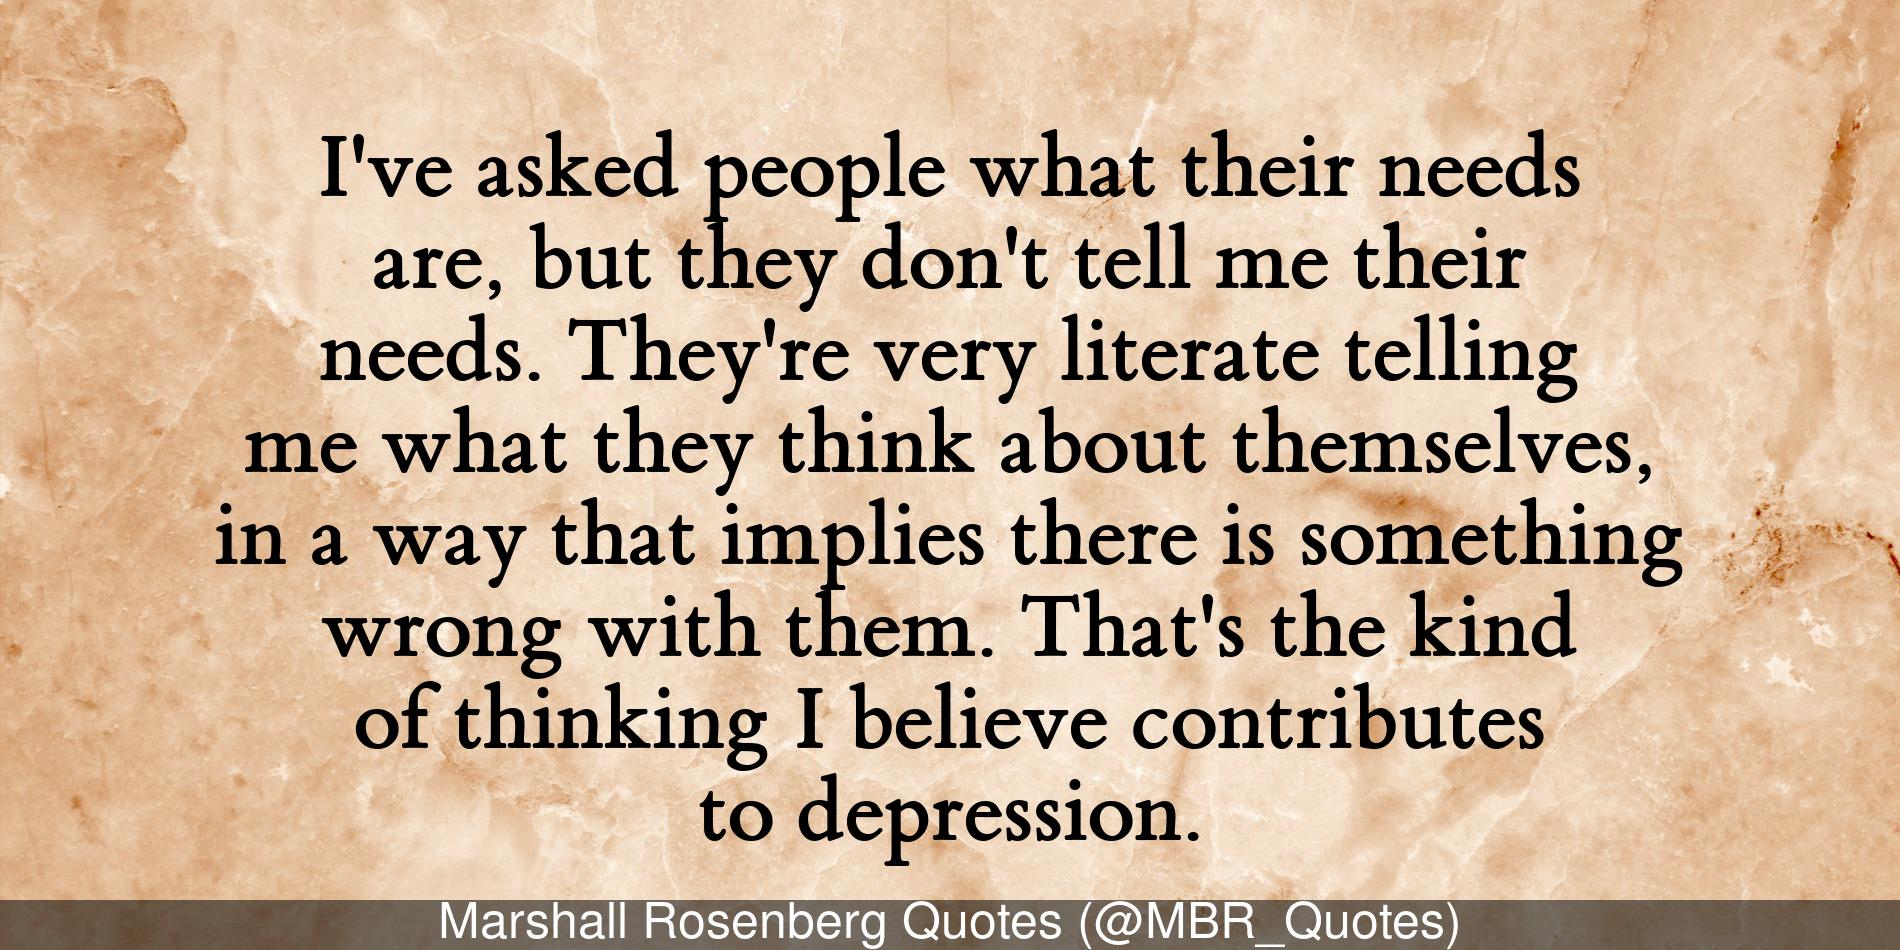 I've asked people what their needs
are, but they don't tell me their
needs. They're very literate telling
me what they think about themselves,
in a way that implies there is something
wrong with them. That's the kind
of thinking I believe contributes
to depression.
Marshall Rosenberg Quotes (@MBR_Quotes)